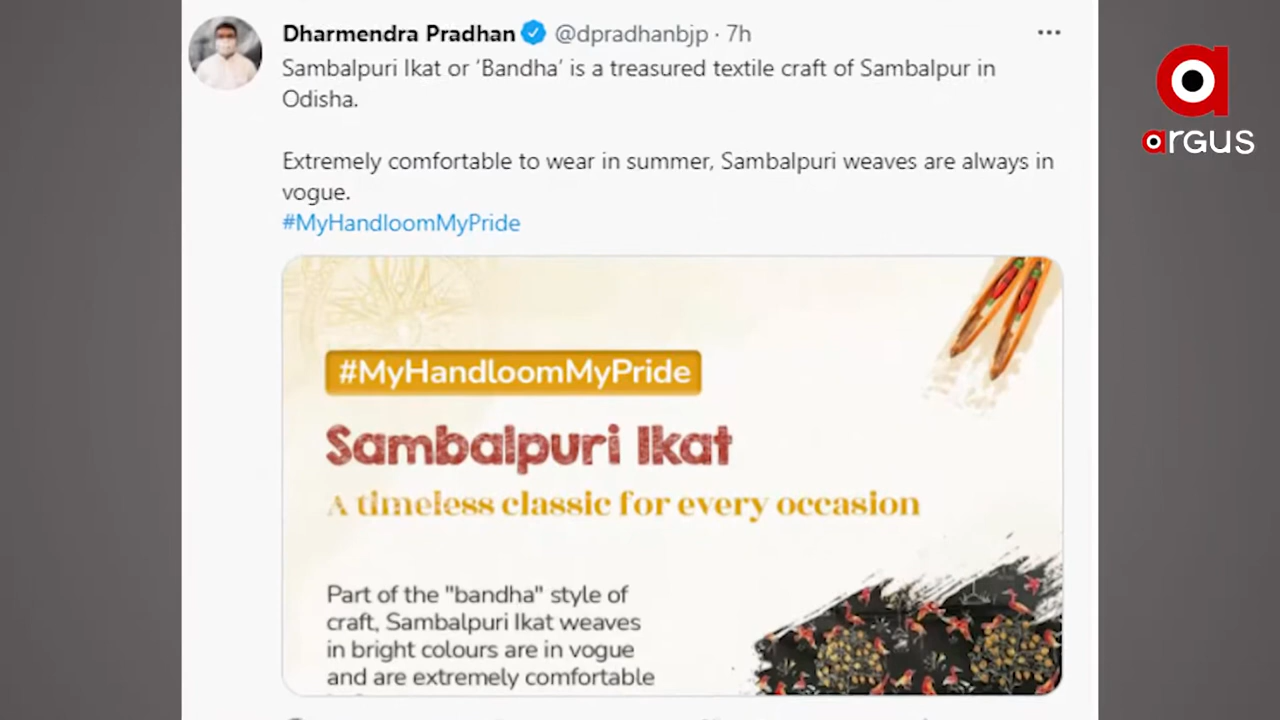 Dharmendra Pradhan @dpradhanbjp · 7h
Sambalpuri Ikat or ‘Bandha’ is a treasured textile craft of Sambalpur in
Odisha.
Extremely comfortable to wear in summer, Sambalpuri weaves are always in
vogue.
#MyHandloomMyPride
#MyHandloomMyPride
Sambalpuri Ikat
A timeless classic for every occasion
Part of the "bandha" style of
craft, Sambalpuri Ikat weaves
in bright colours are in vogue
and are extremely comfortable
argus